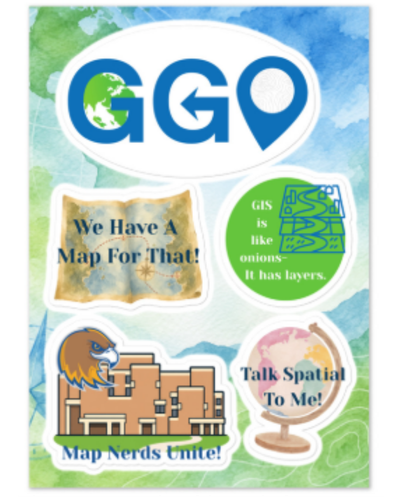 GGO
We Have A
Map For That!
GIS
is
like
onions-
It has layers.
Talk Spatial
To Me!
Map Nerds Unite!